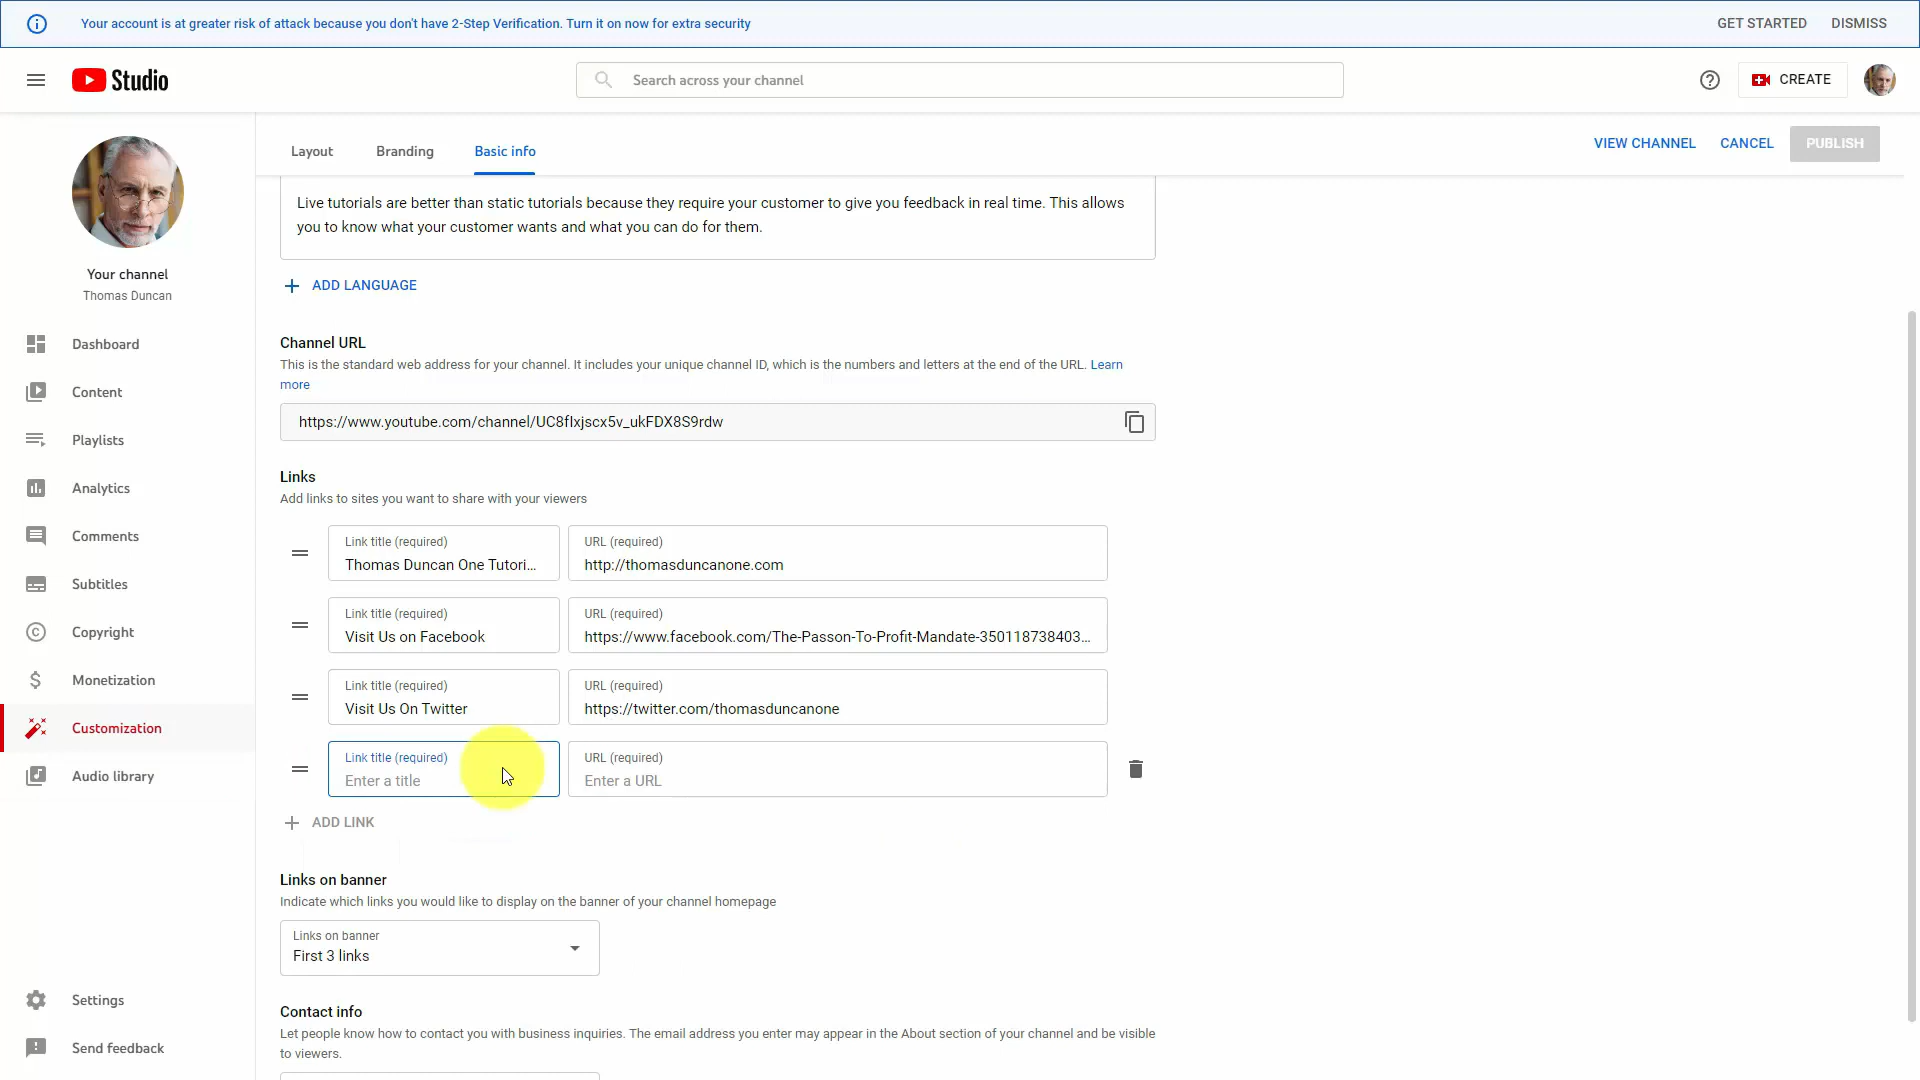 Your account is at greater risk of attack because you don't have 2-Step Verification. Turn it on now for extra security
GET STARTED
DISMISS
Studio
Search across your channel
CREATE
Your channel
Thomas Duncan
Dashboard
Content
Playlists
Analytics
Comments
Subtitles
Copyright
Monetization
Customization
Audio library
Settings
Send feedback
Layout
Branding
Basic info
VIEW CHANNEL
CANCEL
PUBLISH
Live tutorials are better than static tutorials because they require your customer to give you feedback in real time. This allows
you to know what your customer wants and what you can do for them.
ADD LANGUAGE
Channel URL
This is the standard web address for your channel. It includes your unique channel ID, which is the numbers and letters at the end of the URL. Learn
more
https://www.youtube.com/channel/UC8fIxjscx5v_ukFDX8S9rdw
Links
Add links to sites you want to share with your viewers
Link title (required)
Thomas Duncan One Tutori...
URL (required)
http://thomasduncanone.com
Link title (required)
Visit Us on Facebook
URL (required)
https://www.facebook.com/The-Passon-To-Profit-Mandate-350118738403...
Link title (required)
Visit Us On Twitter
URL (required)
https://twitter.com/thomasduncanone
Link title (required)
Enter a title
URL (required)
Enter a URL
ADD LINK
Links on banner
Indicate which links you would like to display on the banner of your channel homepage
Links on banner
First 3 links
Contact info
Let people know how to contact you with business inquiries. The email address you enter may appear in the About section of your channel and be visible
to viewers.